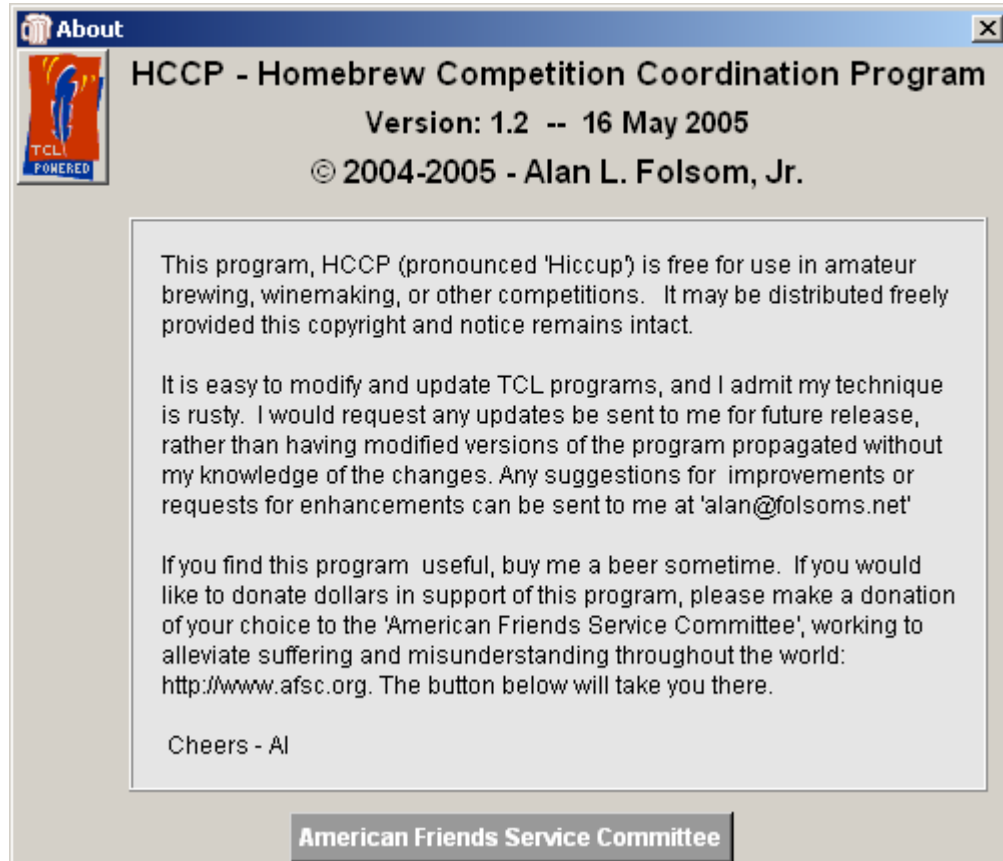 About
TCL
POWERED
HCCP - Homebrew Competition Coordination Program
Version: 1.2 -- 16 May 2005
© 2004-2005 - Alan L. Folsom, Jr.
This program, HCCP (pronounced 'Hiccup') is free for use in amateur
brewing, winemaking, or other competitions.   It may be distributed freely
provided this copyright and notice remains intact.
It is easy to modify and update TCL programs, and I admit my technique
is rusty.  I would request any updates be sent to me for future release,
rather than having modified versions of the program propagated without
my knowledge of the changes. Any suggestions for  improvements or
requests for enhancements can be sent to me at 'alan@folsoms.net'
If you find this program  useful, buy me a beer sometime.  If you would
like to donate dollars in support of this program, please make a donation
of your choice to the 'American Friends Service Committee', working to
alleviate suffering and misunderstanding throughout the world:
http://www.afsc.org. The button below will take you there.
Cheers - Al
American Friends Service Committee